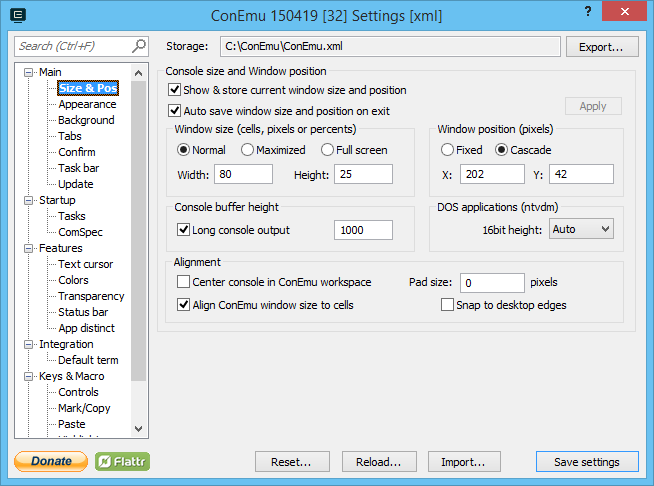 ConEmu 150419 [32] Settings [xml]
?
Search (Ctrl+F)
Storage: C:\ConEmu\ConEmu.xml Export...
Main
Size & Pos
Appearance
Background
Tabs
Confirm
Task bar
Update
Startup
Tasks
ComSpec
Features
Text cursor
Colors
Transparency
Status bar
App distinct
Integration
Default term
Keys & Macro
Controls
Mark/Copy
Paste
Console size and Window position
Show & store current window size and position
Auto save window size and position on exit
Apply
Window size (cells, pixels or percents)
Normal Maximized Full screen
Width: 80 Height: 25
Window position (pixels)
Fixed Cascade
X: 202 Y: 42
Console buffer height
Long console output 1000
DOS applications (ntvdm)
16bit height: Auto
Alignment
Center console in ConEmu workspace Pad size: 0 pixels
Align ConEmu window size to cells Snap to desktop edges
Donate Flattr Reset... Reload... Import... Save settings